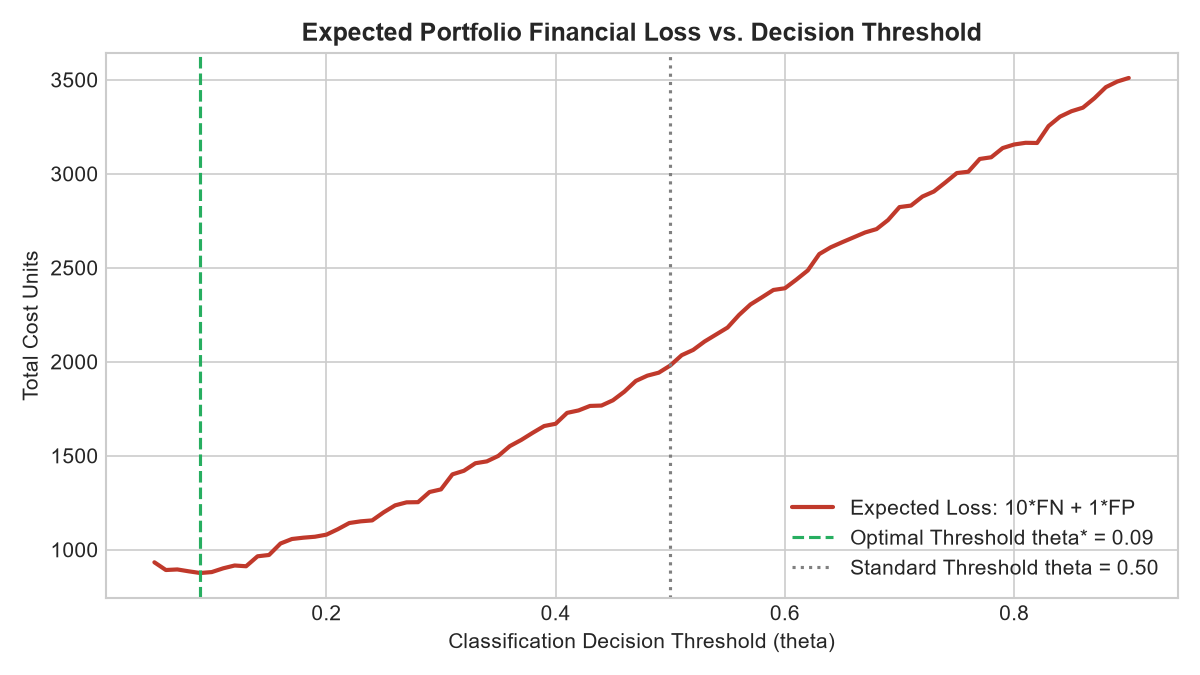 Expected Portfolio Financial Loss vs. Decision Threshold
Total Cost Units
3500
3000
2500
2000
1500
1000
0.2
0.4
0.6
0.8
Classification Decision Threshold (theta)
Expected Loss: 10*FN + 1*FP
Optimal Threshold theta* = 0.09
Standard Threshold theta = 0.50